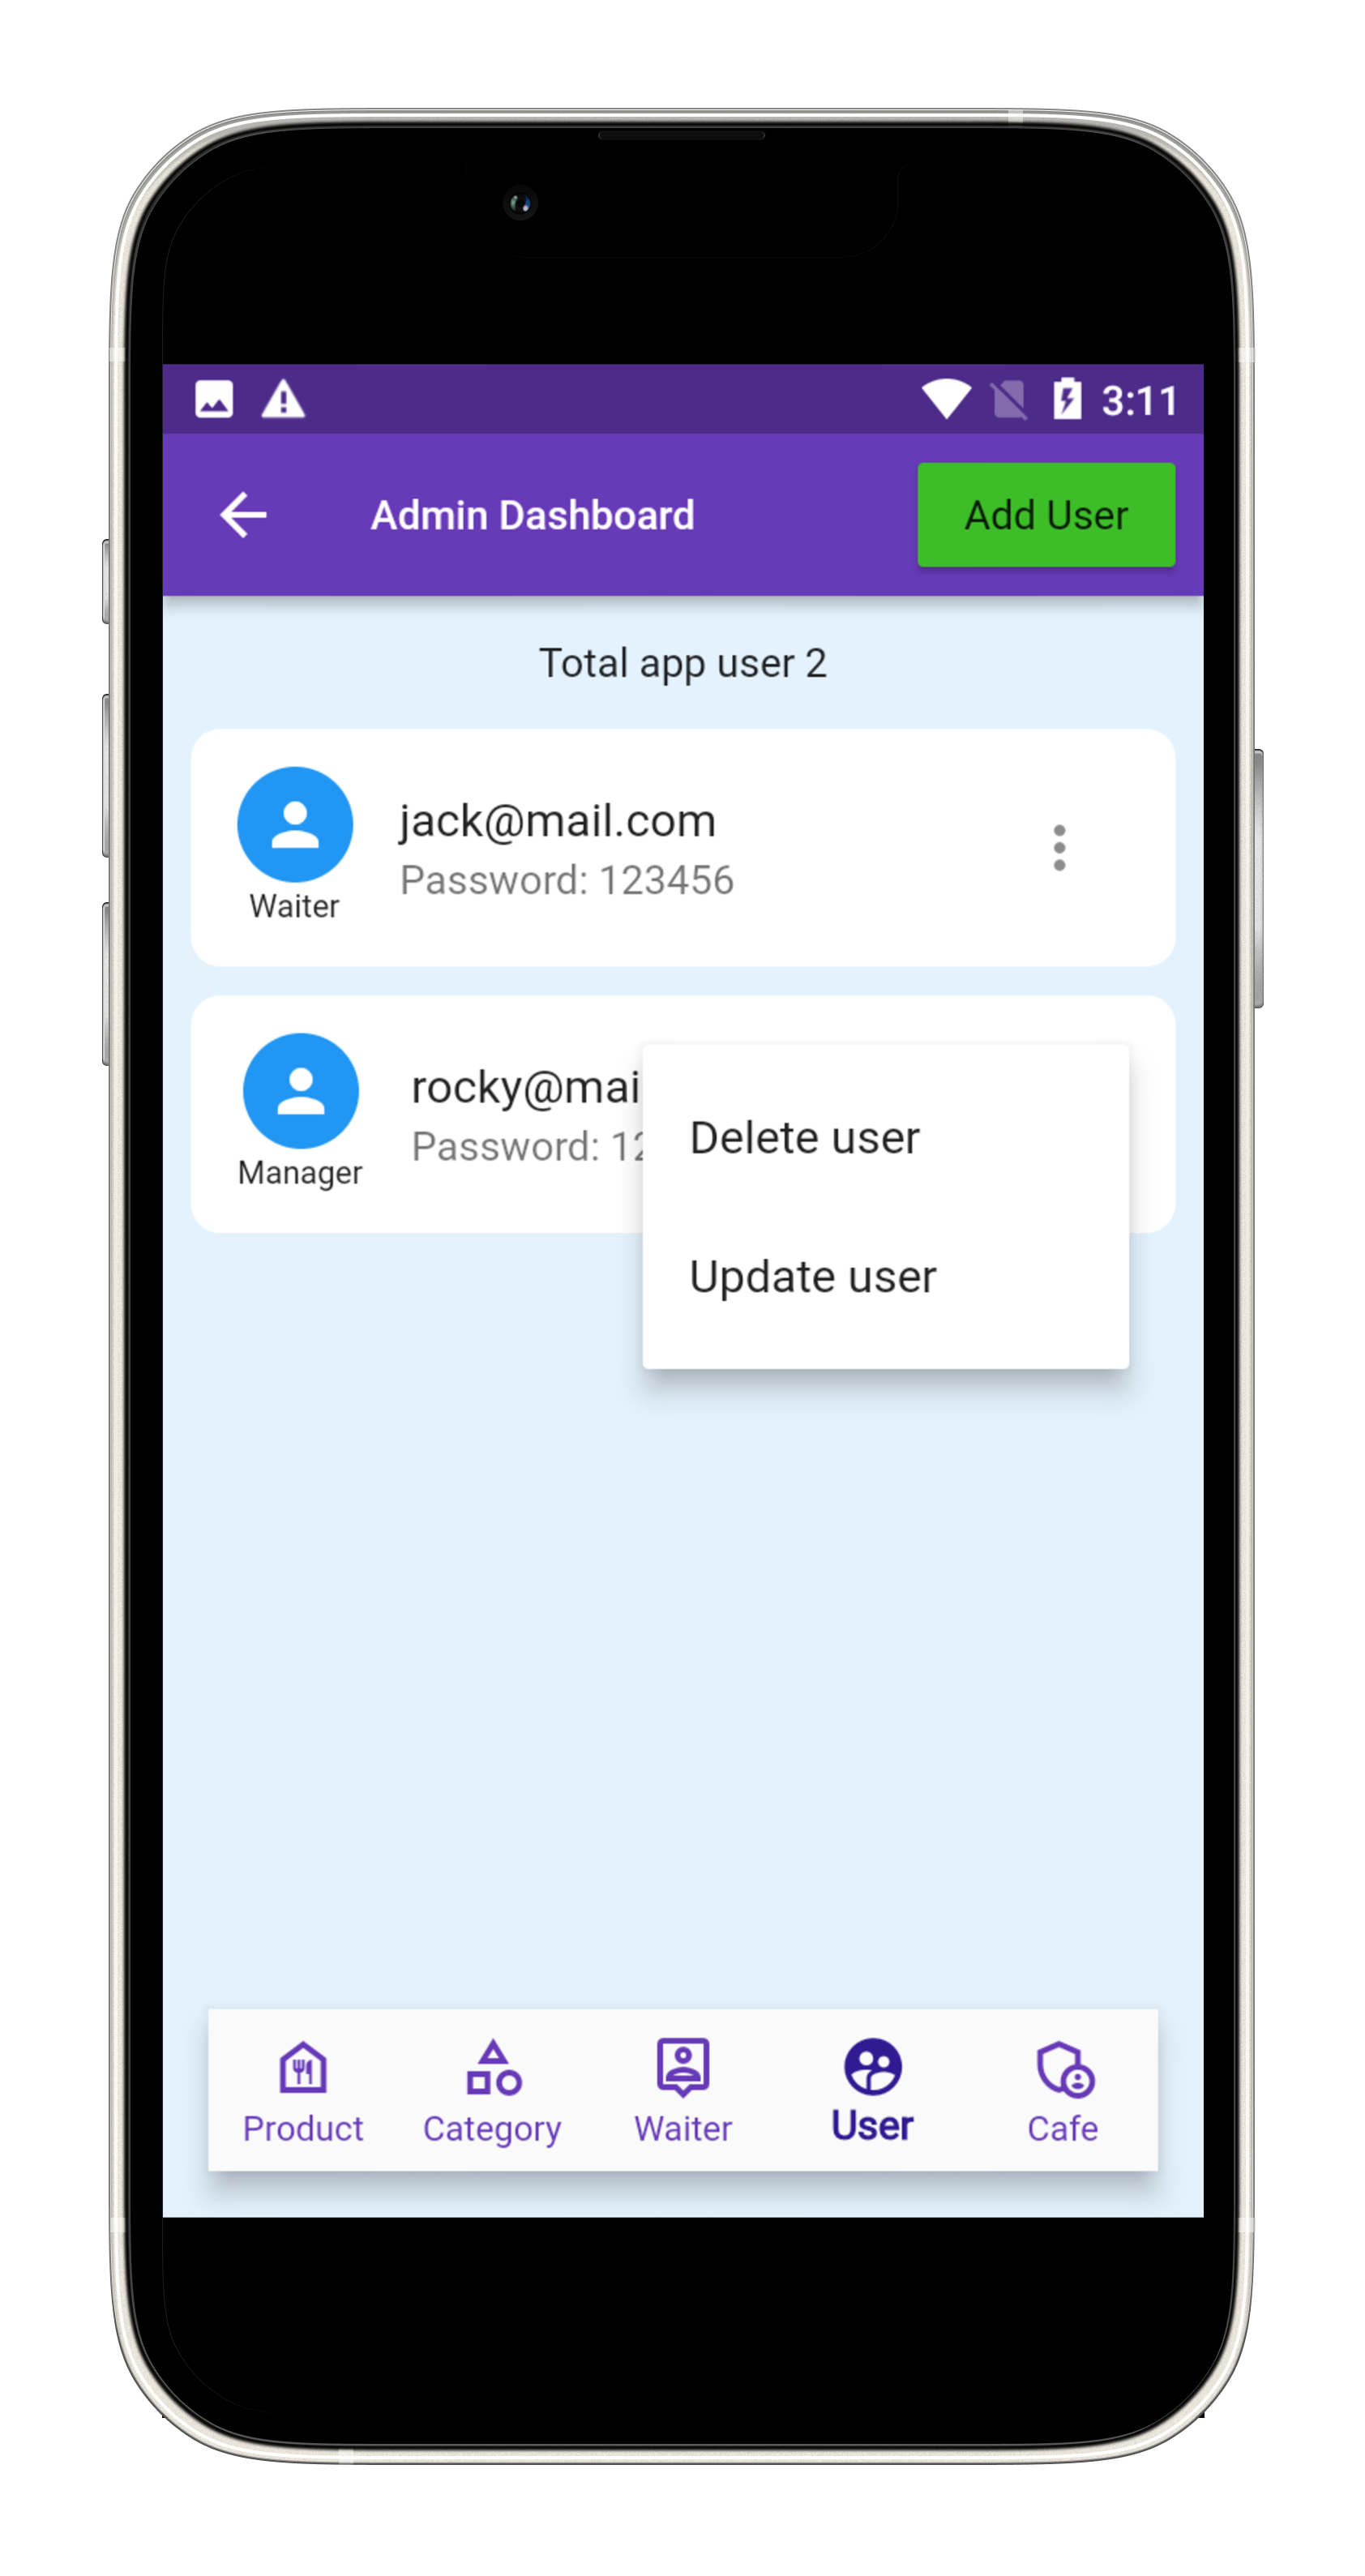 3:11
Admin Dashboard
Add User
Total app user 2
jack@mail.com
Password: 123456
Waiter
rocky@mai
Password: 12
Manager
Delete user
Update user
Product
Category
Waiter
User
Cafe